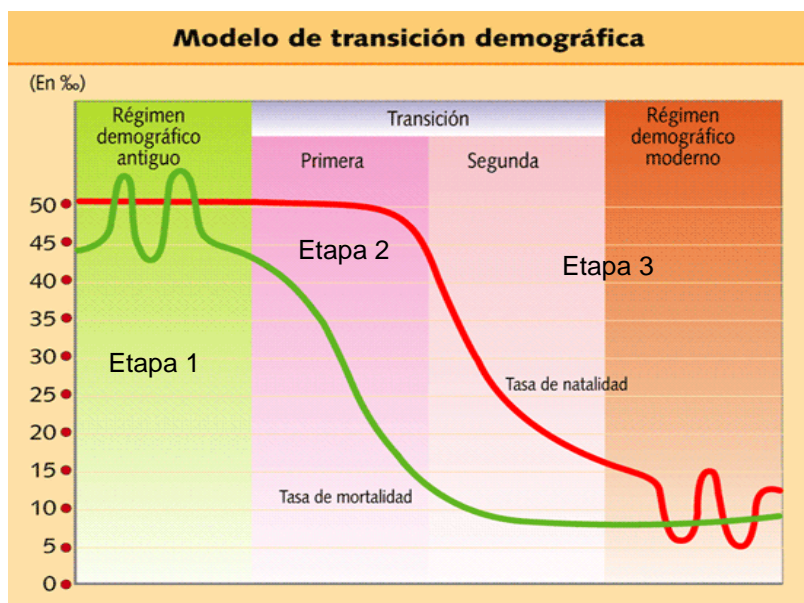 Modelo de transición demográfica
(En ‰)
Régimen
demográfico
antiguo
Transición
Primera
Segunda
Régimen
demográfico
moderno
50
45
40
35
30
25
20
15
10
5
0
Etapa 1
Etapa 2
Etapa 3
Tasa de natalidad
Tasa de mortalidad